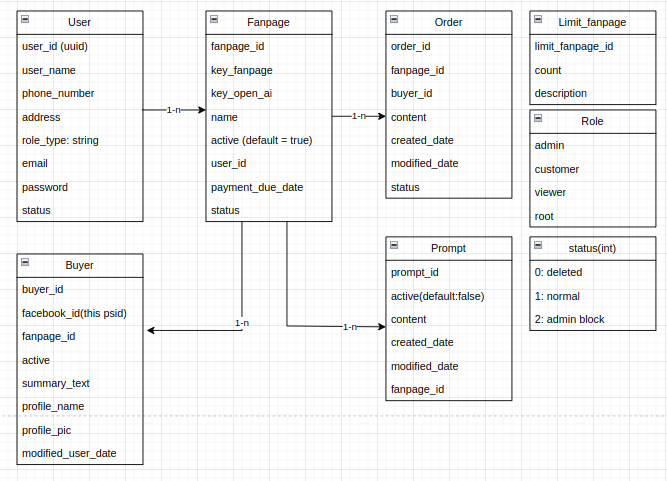 User
user_id (uuid)
user_name
phone_number
address
role_type: string
email
password
status
1-n
Fanpage
fanpage_id
key_fanpage
key_open_ai
name
active (default = true)
user_id
payment_due_date
status
1-n
Order
order_id
fanpage_id
buyer_id
content
created_date
modified_date
status
Limit_fanpage
limit_fanpage_id
count
description
Role
admin
customer
viewer
root
Buyer
buyer_id
facebook_id(this psid)
fanpage_id
active
summary_text
profile_name
profile_pic
modified_user_date
1-n
1-n
Prompt
prompt_id
active(default:false)
content
created_date
modified_date
fanpage_id
status(int)
0: deleted
1: normal
2: admin block